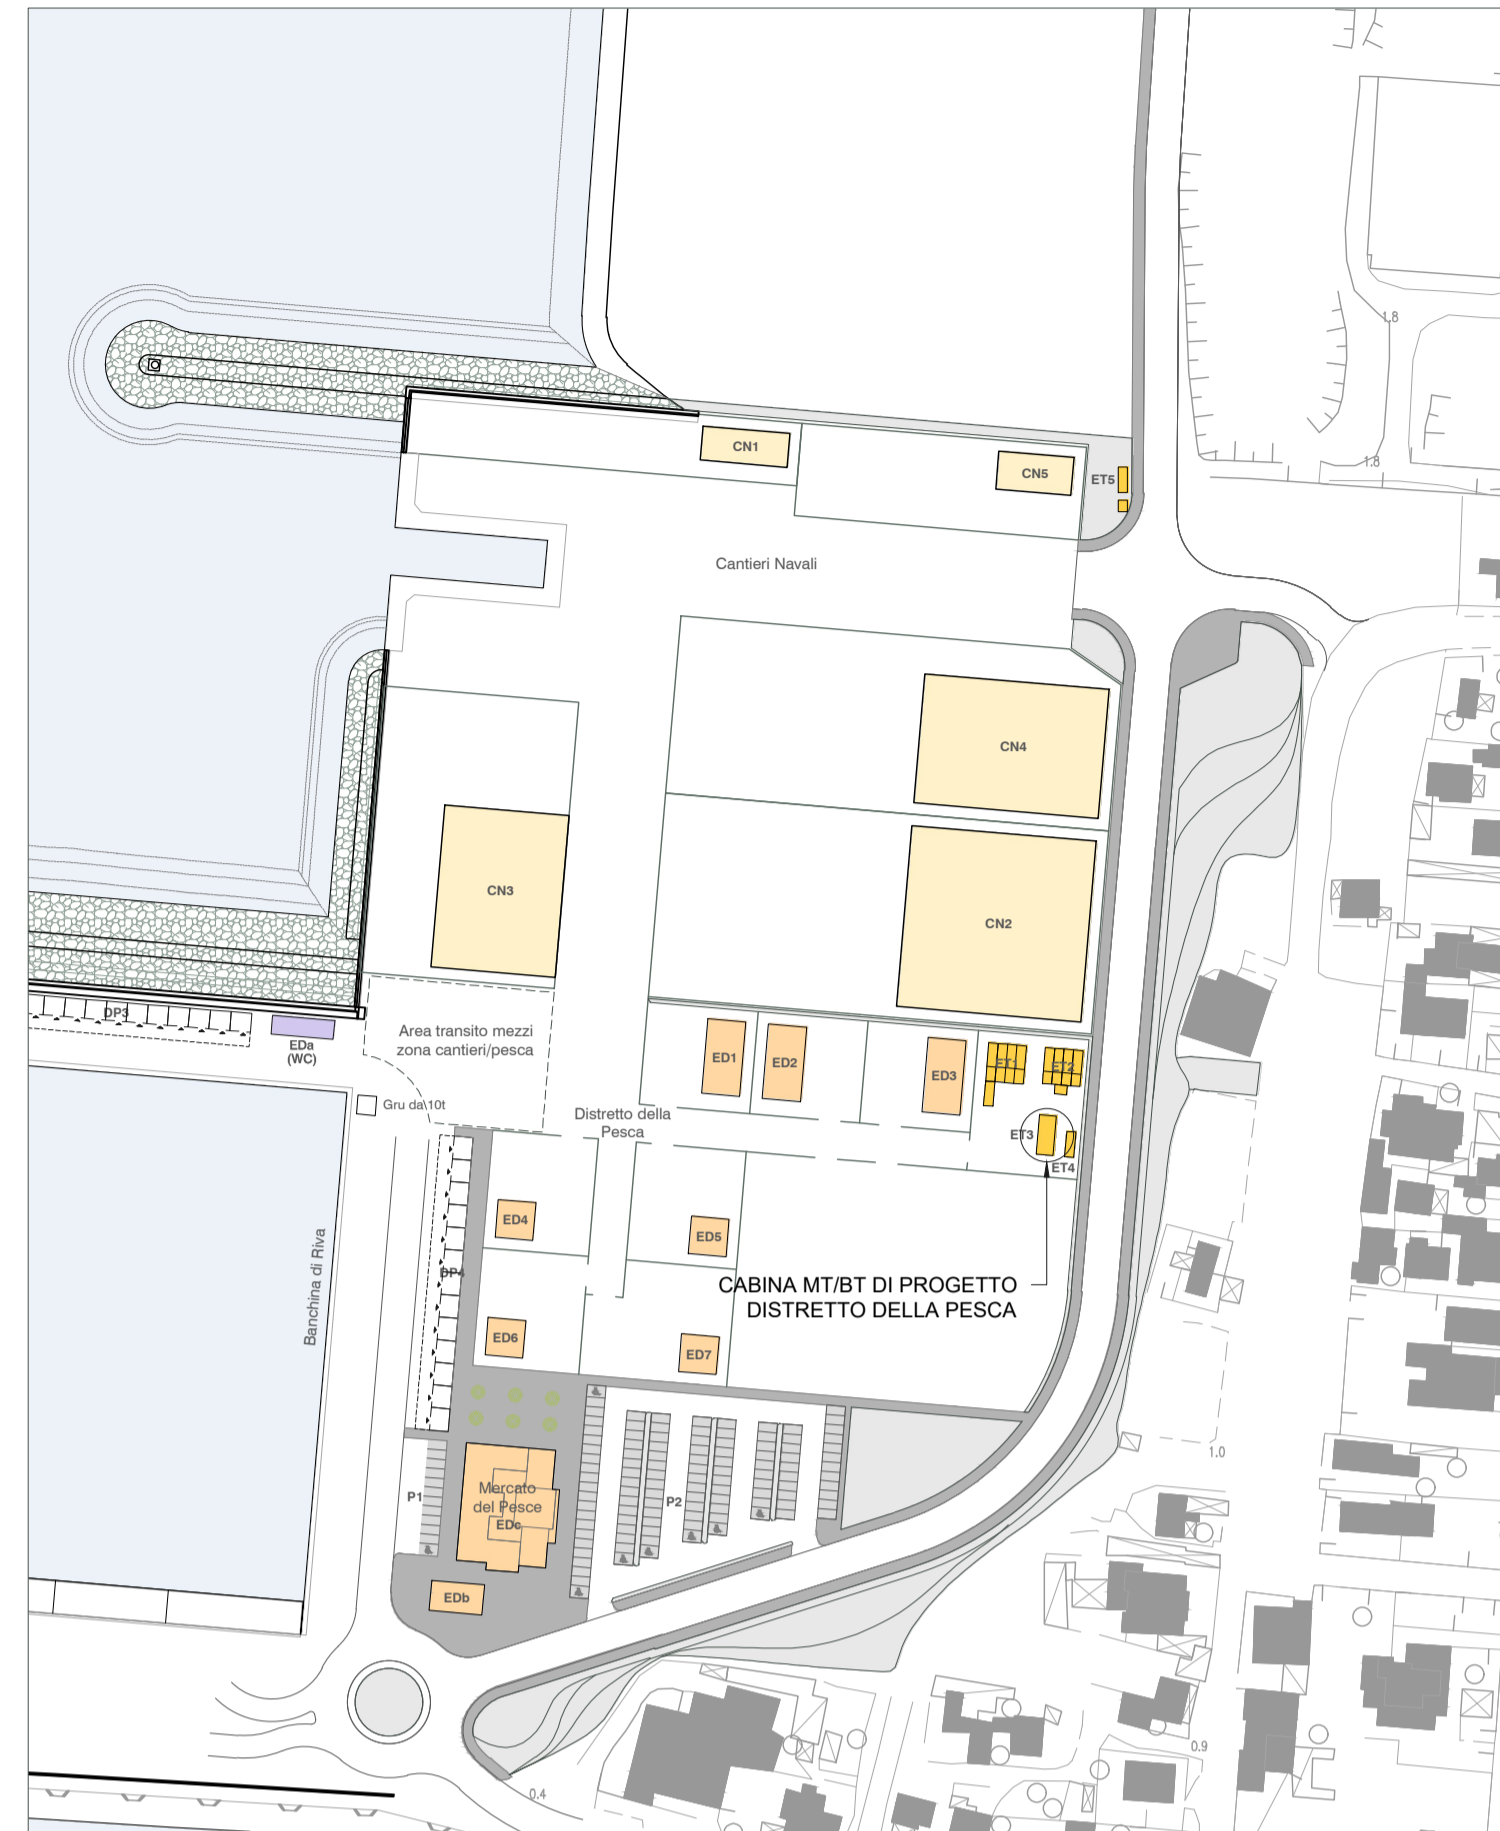 1.8
CN1
1.8
CN5
ET5
Cantieri Navali
CN4
CN3
CN2
DP3
EDa
(WC)
Area transito mezzi
zona cantieri/pesca
ED1
ED2
ED3
ET1
ET2
Gru da 10t
Distretto della
Pesca
ET3
ET4
ED4
ED5
DP4
Banchina di Riva
CABINA MT/BT DI PROGETTO
DISTRETTO DELLA PESCA
ED6
ED7
1.0
P1
Mercato
del Pesce
EDc
P2
EDb
0.9
0.4